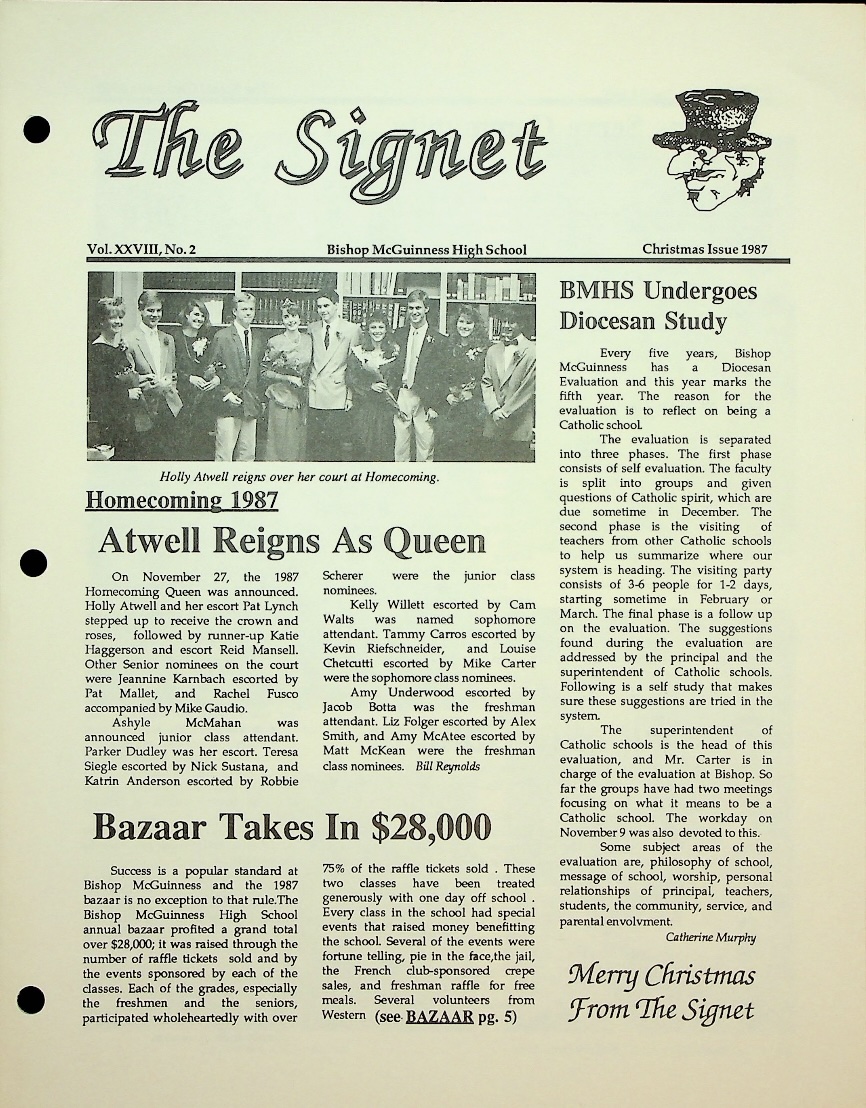 The Signet
Vol. XXVIII, No. 2
Bishop McGuinness High School
Christmas Issue 1987
Holly Atwell reigns over her court at Homecoming.
Homecoming 1987
Atwell Reigns As Queen
On November 27, the 1987
Homecoming Queen was announced.
Holly Atwell and her escort Pat Lynch
stepped up to receive the crown and
roses, followed by runner-up Katie
Haggerson and escort Reid Mansell.
Other Senior nominees on the court
were Jeannine Karnbach escorted by
Pat Mallet, and Rachel Fusco
accompanied by Mike Gaudio.
Ashyle McMahan was
announced junior class attendant.
Parker Dudley was her escort. Teresa
Siegle escorted by Nick Sustana, and
Katrin Anderson escorted by Robbie
Scherer were the junior class
nominees.
Kelly Willett escorted by Cam
Walts was named sophomore
attendant. Tammy Carros escorted by
Kevin Riefschneider, and Louise
Chetcutti escorted by Mike Carter
were the sophomore class nominees.
Amy Underwood escorted by
Jacob Botta was the freshman
attendant. Liz Folger escorted by Alex
Smith, and Amy McAtee escorted by
Matt McKean were the freshman
class nominees. Bill Reynolds
Bazaar Takes In $28,000
Success is a popular standard at
Bishop McGuinness and the 1987
bazaar is no exception to that rule.The
Bishop McGuinness High School
annual bazaar profited a grand total
over $28,000; it was raised through the
number of raffle tickets sold and by
the events sponsored by each of the
classes. Each of the grades, especially
the freshmen and the seniors,
participated wholeheartedly with over
75% of the raffle tickets sold . These
two classes have been treated
generously with one day off school .
Every class in the school had special
events that raised money benefitting
the school. Several of the events were
fortune telling, pie in the face,the jail,
the French club-sponsored crepe
sales, and freshman raffle for free
meals. Several volunteers from
Western (see BAZAAR pg. 5)
BMHS Undergoes
Diocesan Study
Every five years, Bishop
McGuinness has a Diocesan
Evaluation and this year marks the
fifth year. The reason for the
evaluation is to reflect on being a
Catholic school.
The evaluation is separated
into three phases. The first phase
consists of self evaluation. The faculty
is split into groups and given
questions of Catholic spirit, which are
due sometime in December. The
second phase is the visiting of
teachers from other Catholic schools
to help us summarize where our
system is heading. The visiting party
consists of 3-6 people for 1-2 days,
starting sometime in February or
March. The final phase is a follow up
on the evaluation. The suggestions
found during the evaluation are
addressed by the principal and the
superintendent of Catholic schools.
Following is a self study that makes
sure these suggestions are tried in the
system.
The superintendent of
Catholic schools is the head of this
evaluation, and Mr. Carter is in
charge of the evaluation at Bishop. So
far the groups have had two meetings
focusing on what it means to be a
Catholic school. The workday on
November 9 was also devoted to this.
Some subject areas of the
evaluation are, philosophy of school,
message of school, worship, personal
relationships of principal, teachers,
students, the community, service, and
parental envolvment.
Catherine Murphy
Merry Christmas
From The Signet